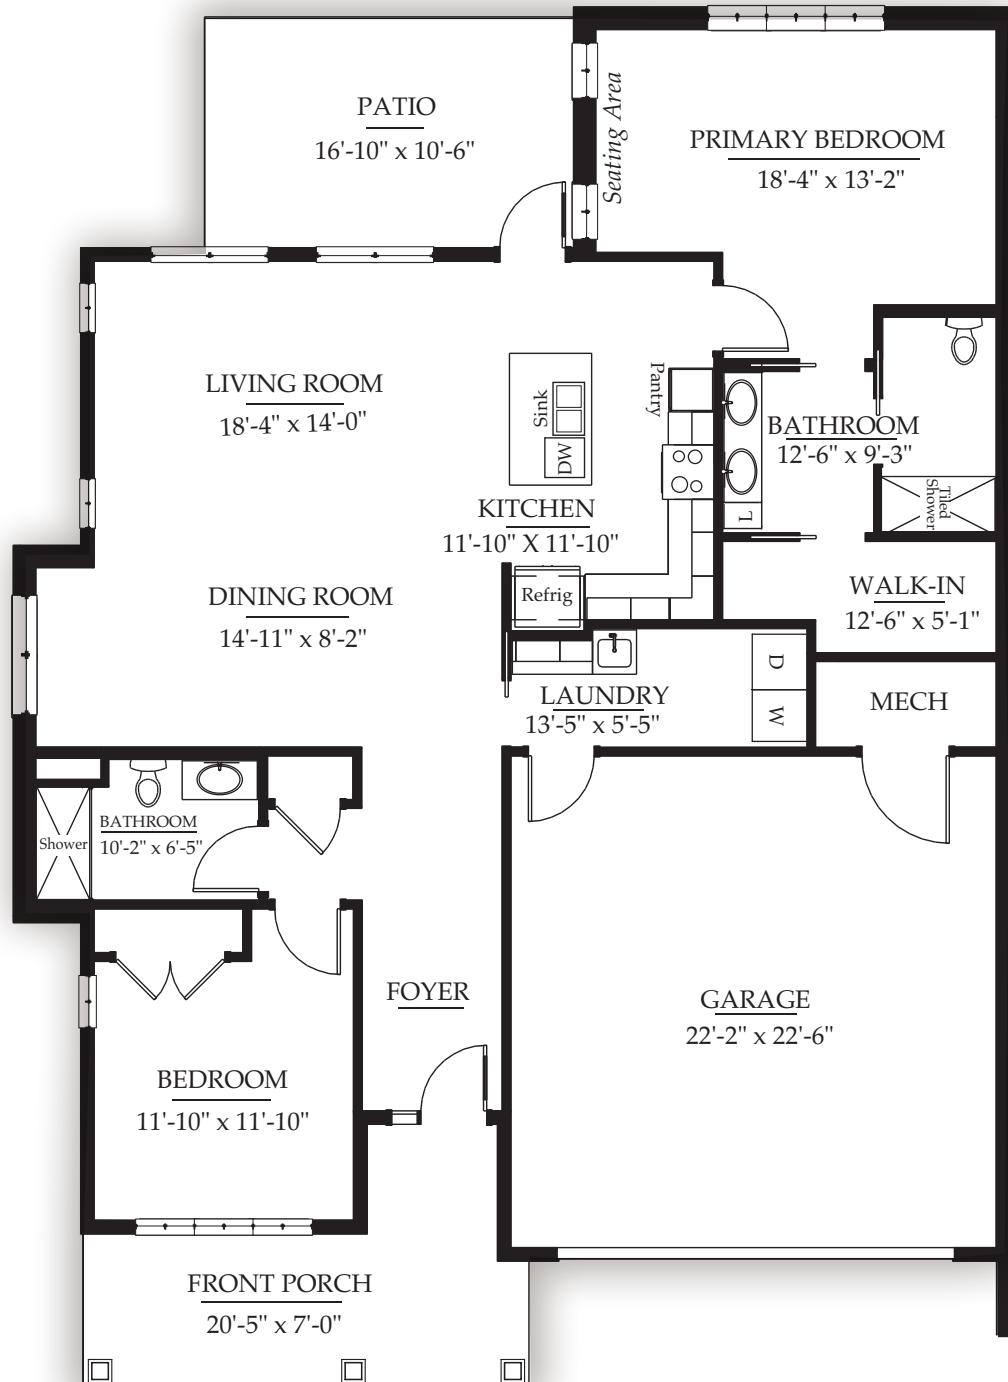 PATIO
16'-10" x 10'-6"
Seating Area
PRIMARY BEDROOM
18'-4" x 13'-2"
LIVING ROOM
18'-4" x 14'-0"
Sink
DW
Pantry
BATHROOM
12'-6" x 9'-3"
Tiled
Shower
L
KITCHEN
11'-10" X 11'-10"
Refrig
DINING ROOM
14'-11" x 8'-2"
WALK-IN
12'-6" x 5'-1"
LAUNDRY
13'-5" x 5'-5"
D
W
MECH
BATHROOM
10'-2" x 6'-5"
Shower
FOYER
GARAGE
22'-2" x 22'-6"
BEDROOM
11'-10" x 11'-10"
FRONT PORCH
20'-5" x 7'-0"